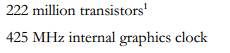 222 million transistors¹
425 MHz internal graphics clock